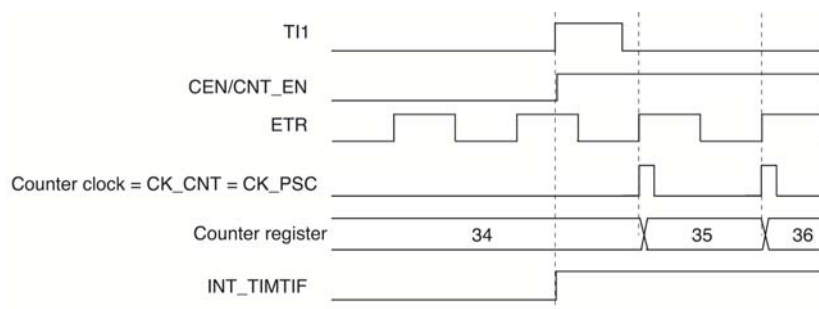 TI1
CEN/CNT_EN
ETR
Counter clock = CK_CNT = CK_PSC
Counter register 34 35 36
INT_TIMTIF